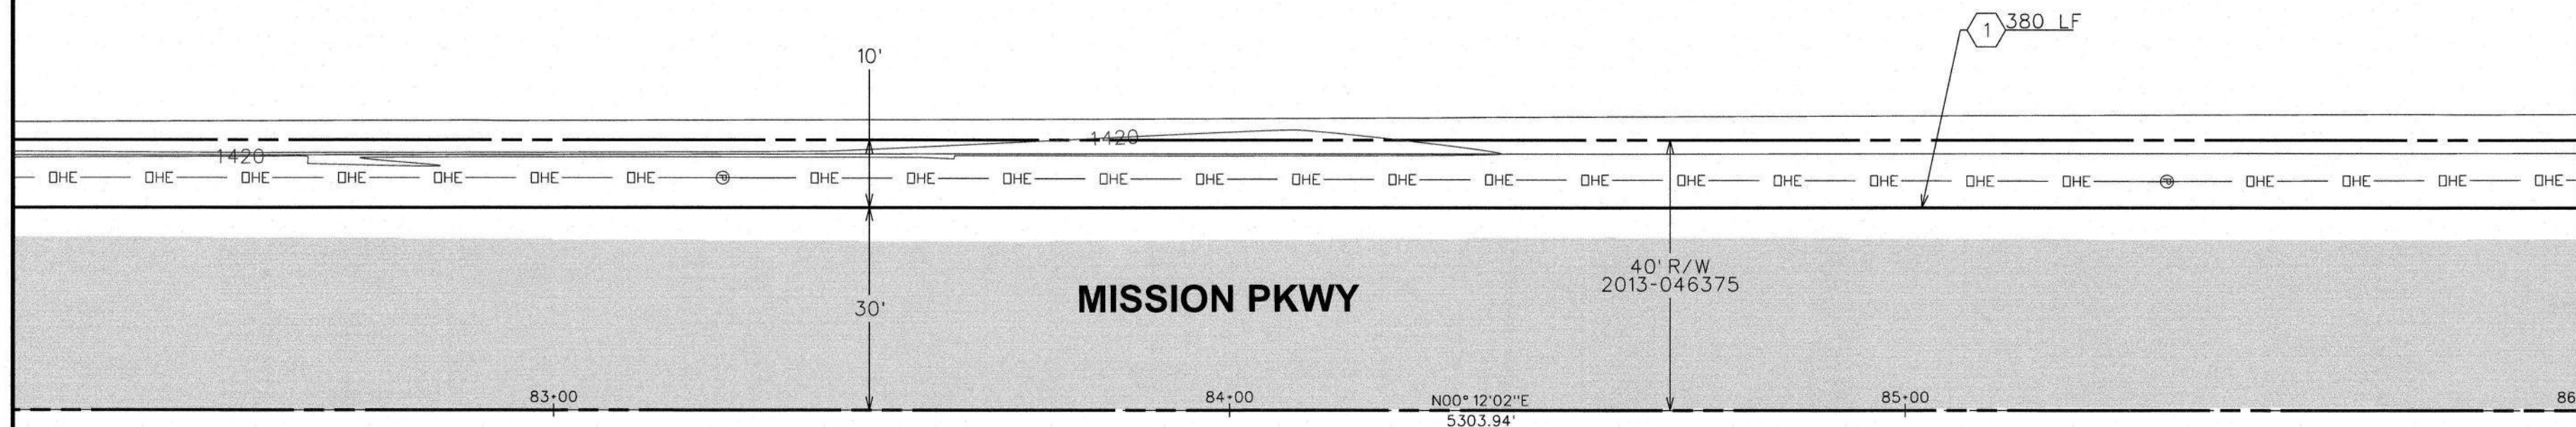 1 380 LF
10'
1420
1420
OHE OHE OHE OHE OHE OHE OHE P OHE OHE OHE OHE OHE OHE OHE OHE OHE OHE OHE OHE OHE OHE P OHE OHE OHE OHE
40' R/W
2013-046375
MISSION PKWY
30'
83+00
84+00
N00°12'02"E
5303.94'
85+00
86